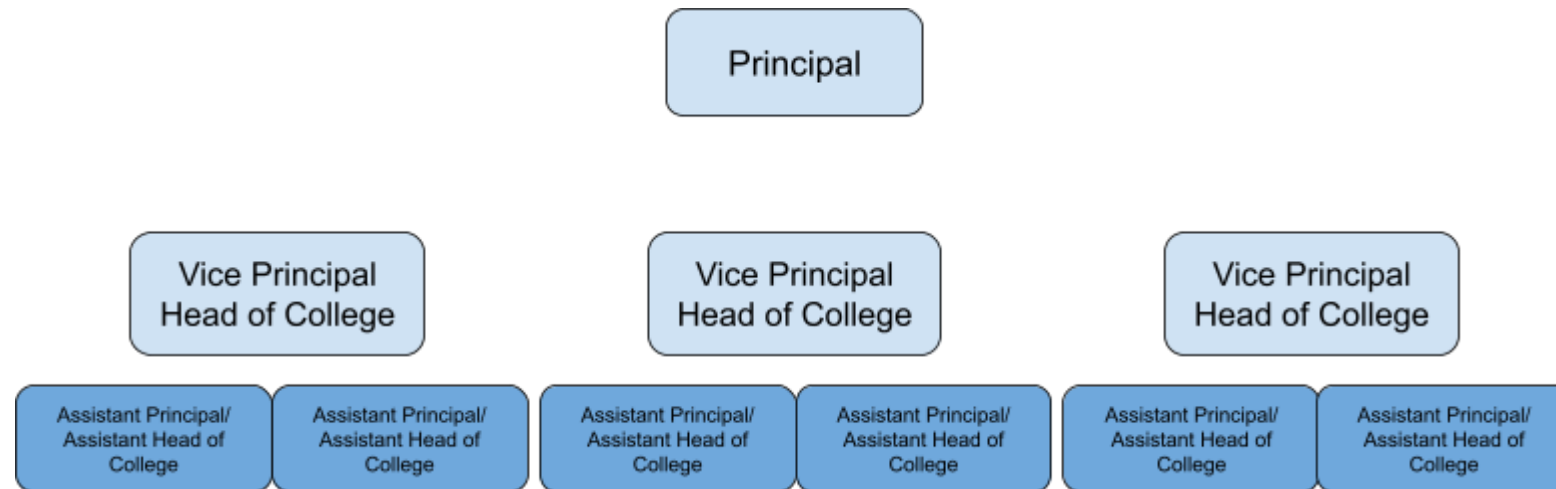 Principal
Vice Principal
Head of College
Vice Principal
Head of College
Vice Principal
Head of College
Assistant Principal/
Assistant Head of
College
Assistant Principal/
Assistant Head of
College
Assistant Principal/
Assistant Head of
College
Assistant Principal/
Assistant Head of
College
Assistant Principal/
Assistant Head of
College
Assistant Principal/
Assistant Head of
College